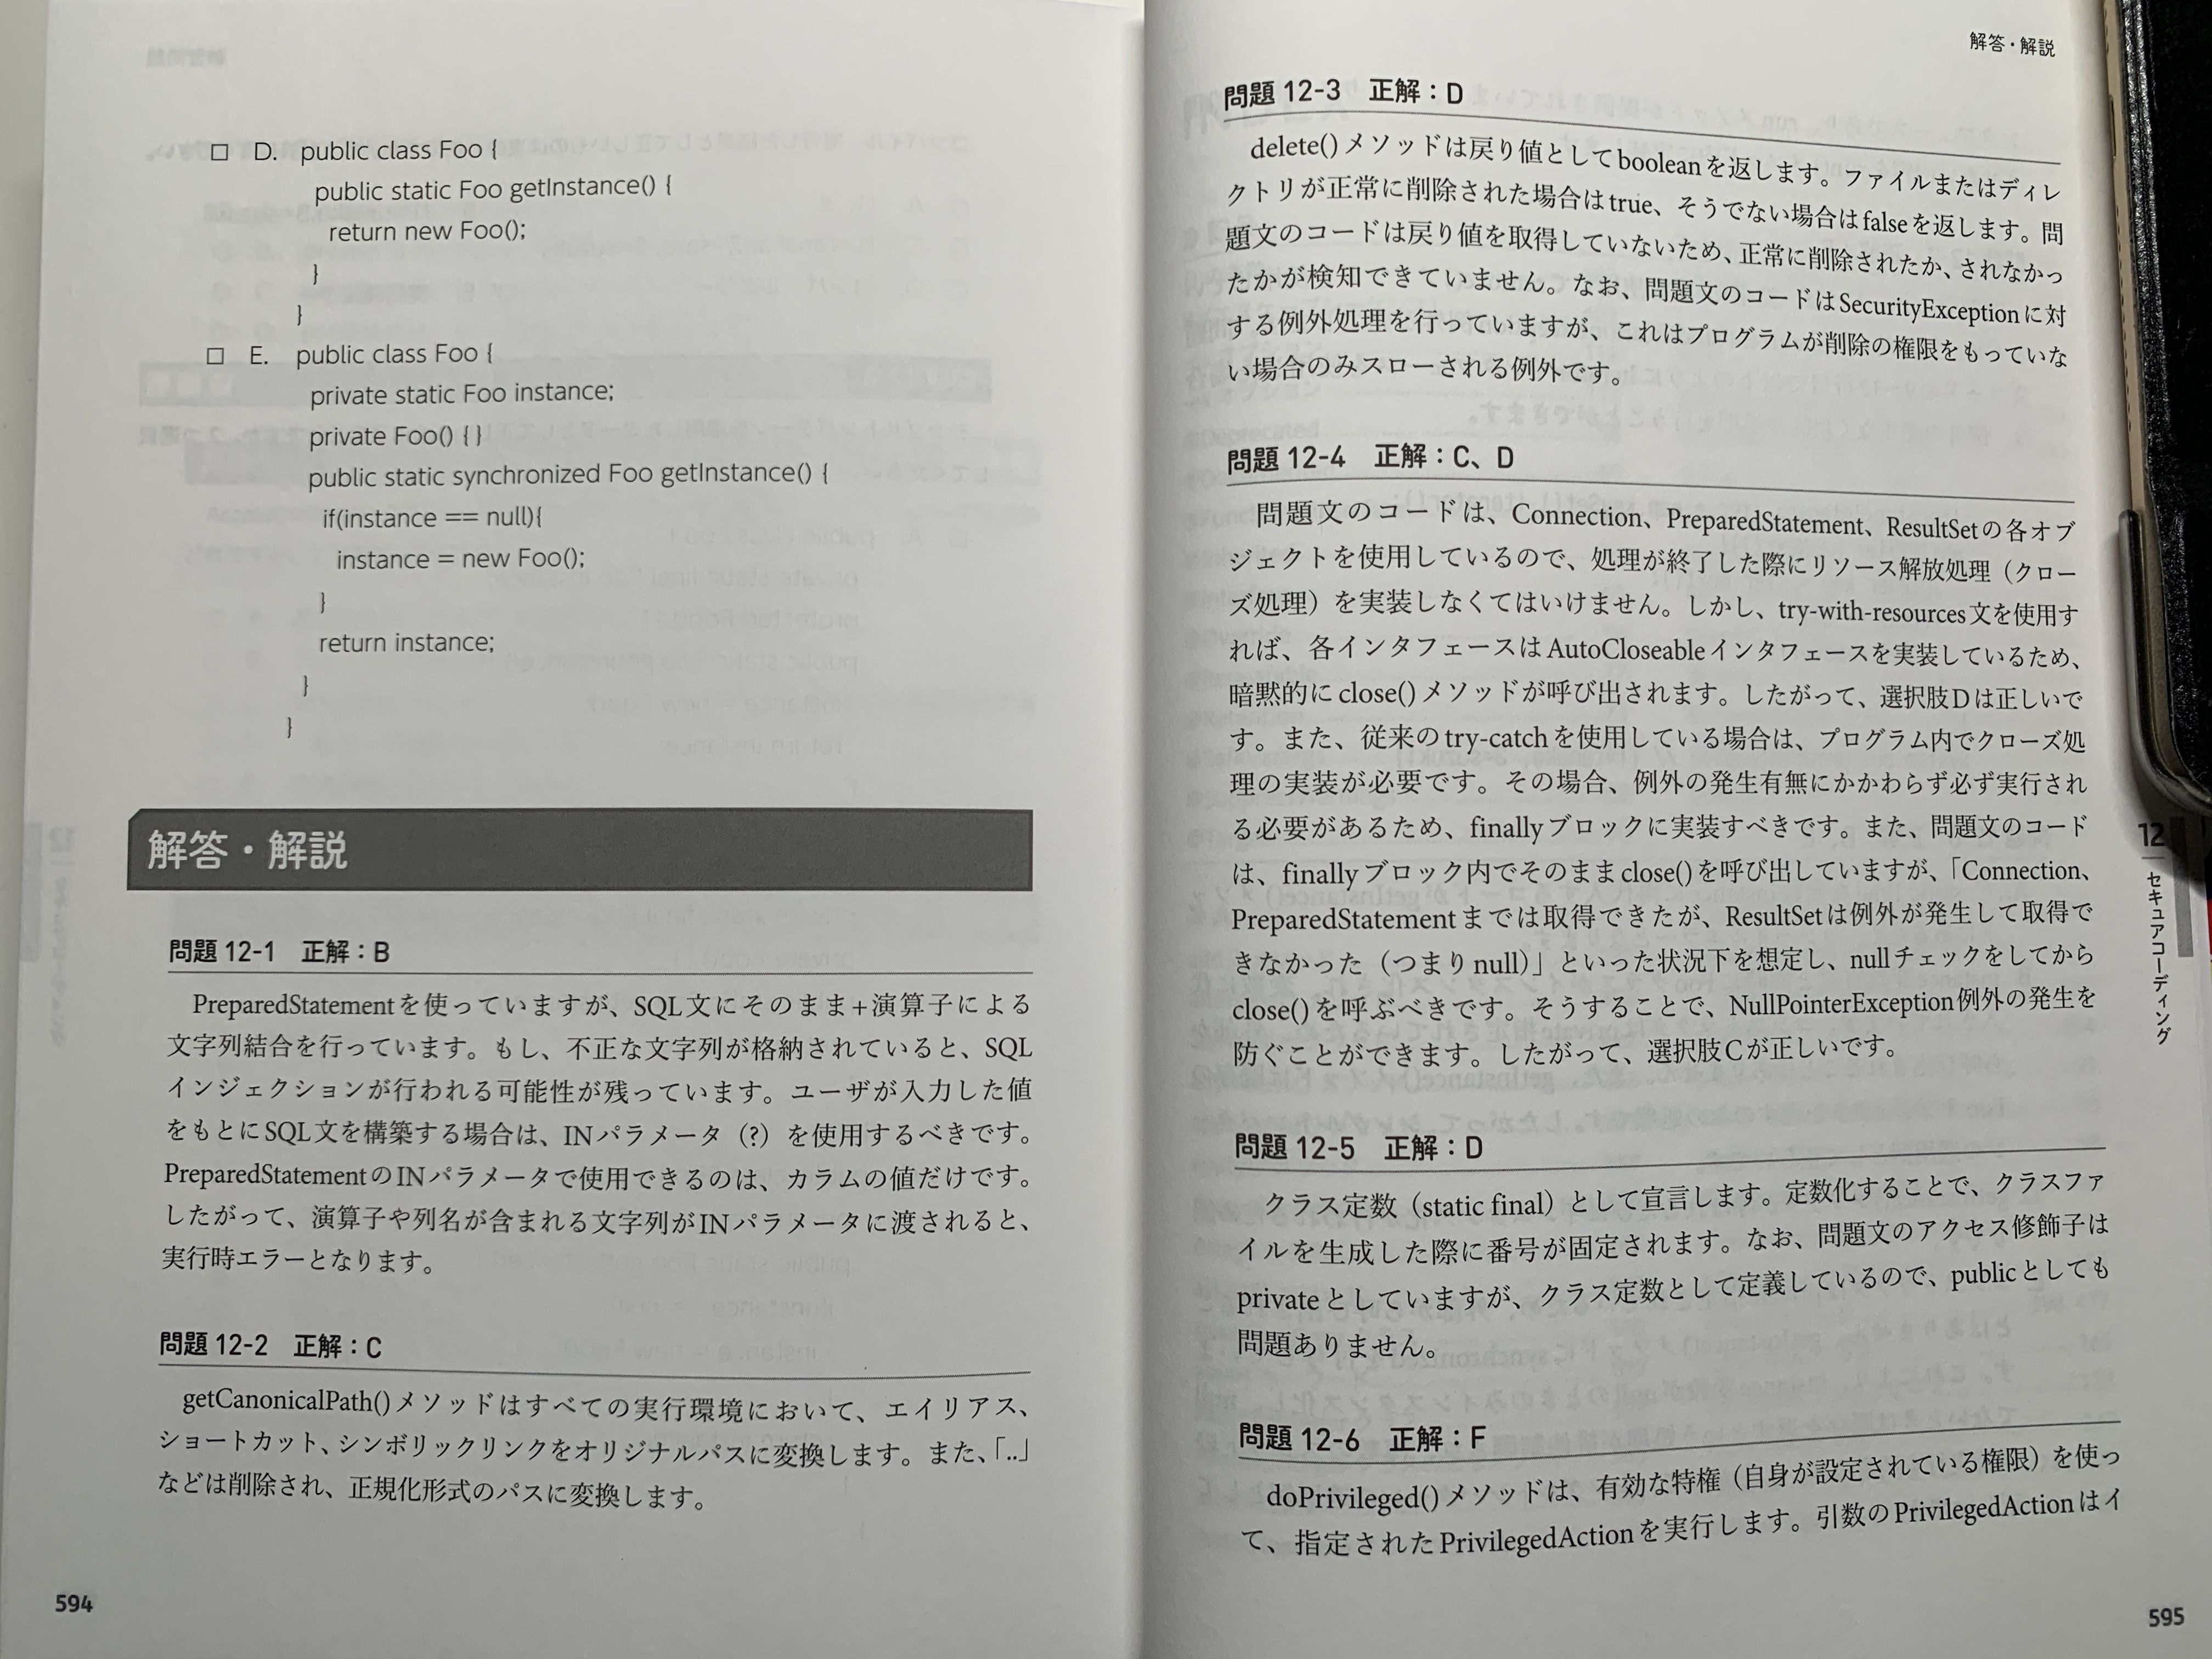 □ D. public class Foo {
public static Foo getInstance() {
return new Foo();
}
}
□ E. public class Foo {
private static Foo instance;
private Foo() { }
public static synchronized Foo getInstance() {
if(instance == null){
instance = new Foo();
}
return instance;
}
}
解答・解説
問題 12-1 正解：B
PreparedStatementを使っていますが、SQL文にそのまま+演算子による
文字列結合を行っています。もし、不正な文字列が格納されていると、SQL
インジェクションが行われる可能性が残っています。ユーザが入力した値
をもとにSQL文を構築する場合は、INパラメータ（?）を使用するべきです。
PreparedStatementのINパラメータで使用できるのは、カラムの値だけです。
したがって、演算子や列名が含まれる文字列がINパラメータに渡されると、
実行時エラーとなります。
問題 12-2 正解：C
getCanonicalPath()メソッドはすべての実行環境において、エイリアス、
ショートカット、シンボリックリンクをオリジナルパスに変換します。また、「..」
などは削除され、正規化形式のパスに変換します。
594
解答・解説
問題 12-3 正解：D
delete()メソッドは戻り値としてbooleanを返します。ファイルまたはディレ
クトリが正常に削除された場合はtrue、そうでない場合はfalseを返します。問
題文のコードは戻り値を取得していないため、正常に削除されたか、されなかっ
たかが検知できていません。なお、問題文のコードはSecurityExceptionに対
する例外処理を行っていますが、これはプログラムが削除の権限をもっていな
い場合のみスローされる例外です。
問題 12-4 正解：C、D
問題文のコードは、Connection、PreparedStatement、ResultSetの各オブ
ジェクトを使用しているので、処理が終了した際にリソース解放処理（クロー
ズ処理）を実装しなくてはいけません。しかし、try-with-resources文を使用す
れば、各インタフェースはAutoCloseableインタフェースを実装しているため、
暗黙的にclose()メソッドが呼び出されます。したがって、選択肢Dは正しいで
す。また、従来のtry-catchを使用している場合は、プログラム内でクローズ処
理の実装が必要です。その場合、例外の発生有無にかかわらず必ず実行され
る必要があるため、finallyブロックに実装すべきです。また、問題文のコード
は、finallyブロック内でそのままclose()を呼び出していますが、「Connection、
PreparedStatementまでは取得できたが、ResultSetは例外が発生して取得で
きなかった（つまりnull）」といった状況下を想定し、nullチェックをしてから
close()を呼ぶべきです。そうすることで、NullPointerException例外の発生を
防ぐことができます。したがって、選択肢Cが正しいです。
問題 12-5 正解：D
クラス定数（static final）として宣言します。定数化することで、クラスファ
イルを生成した際に番号が固定されます。なお、問題文のアクセス修飾子は
privateとしていますが、クラス定数として定義しているので、publicとしても
問題ありません。
問題 12-6 正解：F
doPrivileged()メソッドは、有効な特権（自身が設定されている権限）を使っ
て、指定されたPrivilegedActionを実行します。引数のPrivilegedActionはイ
12
セキュアコーディング
595